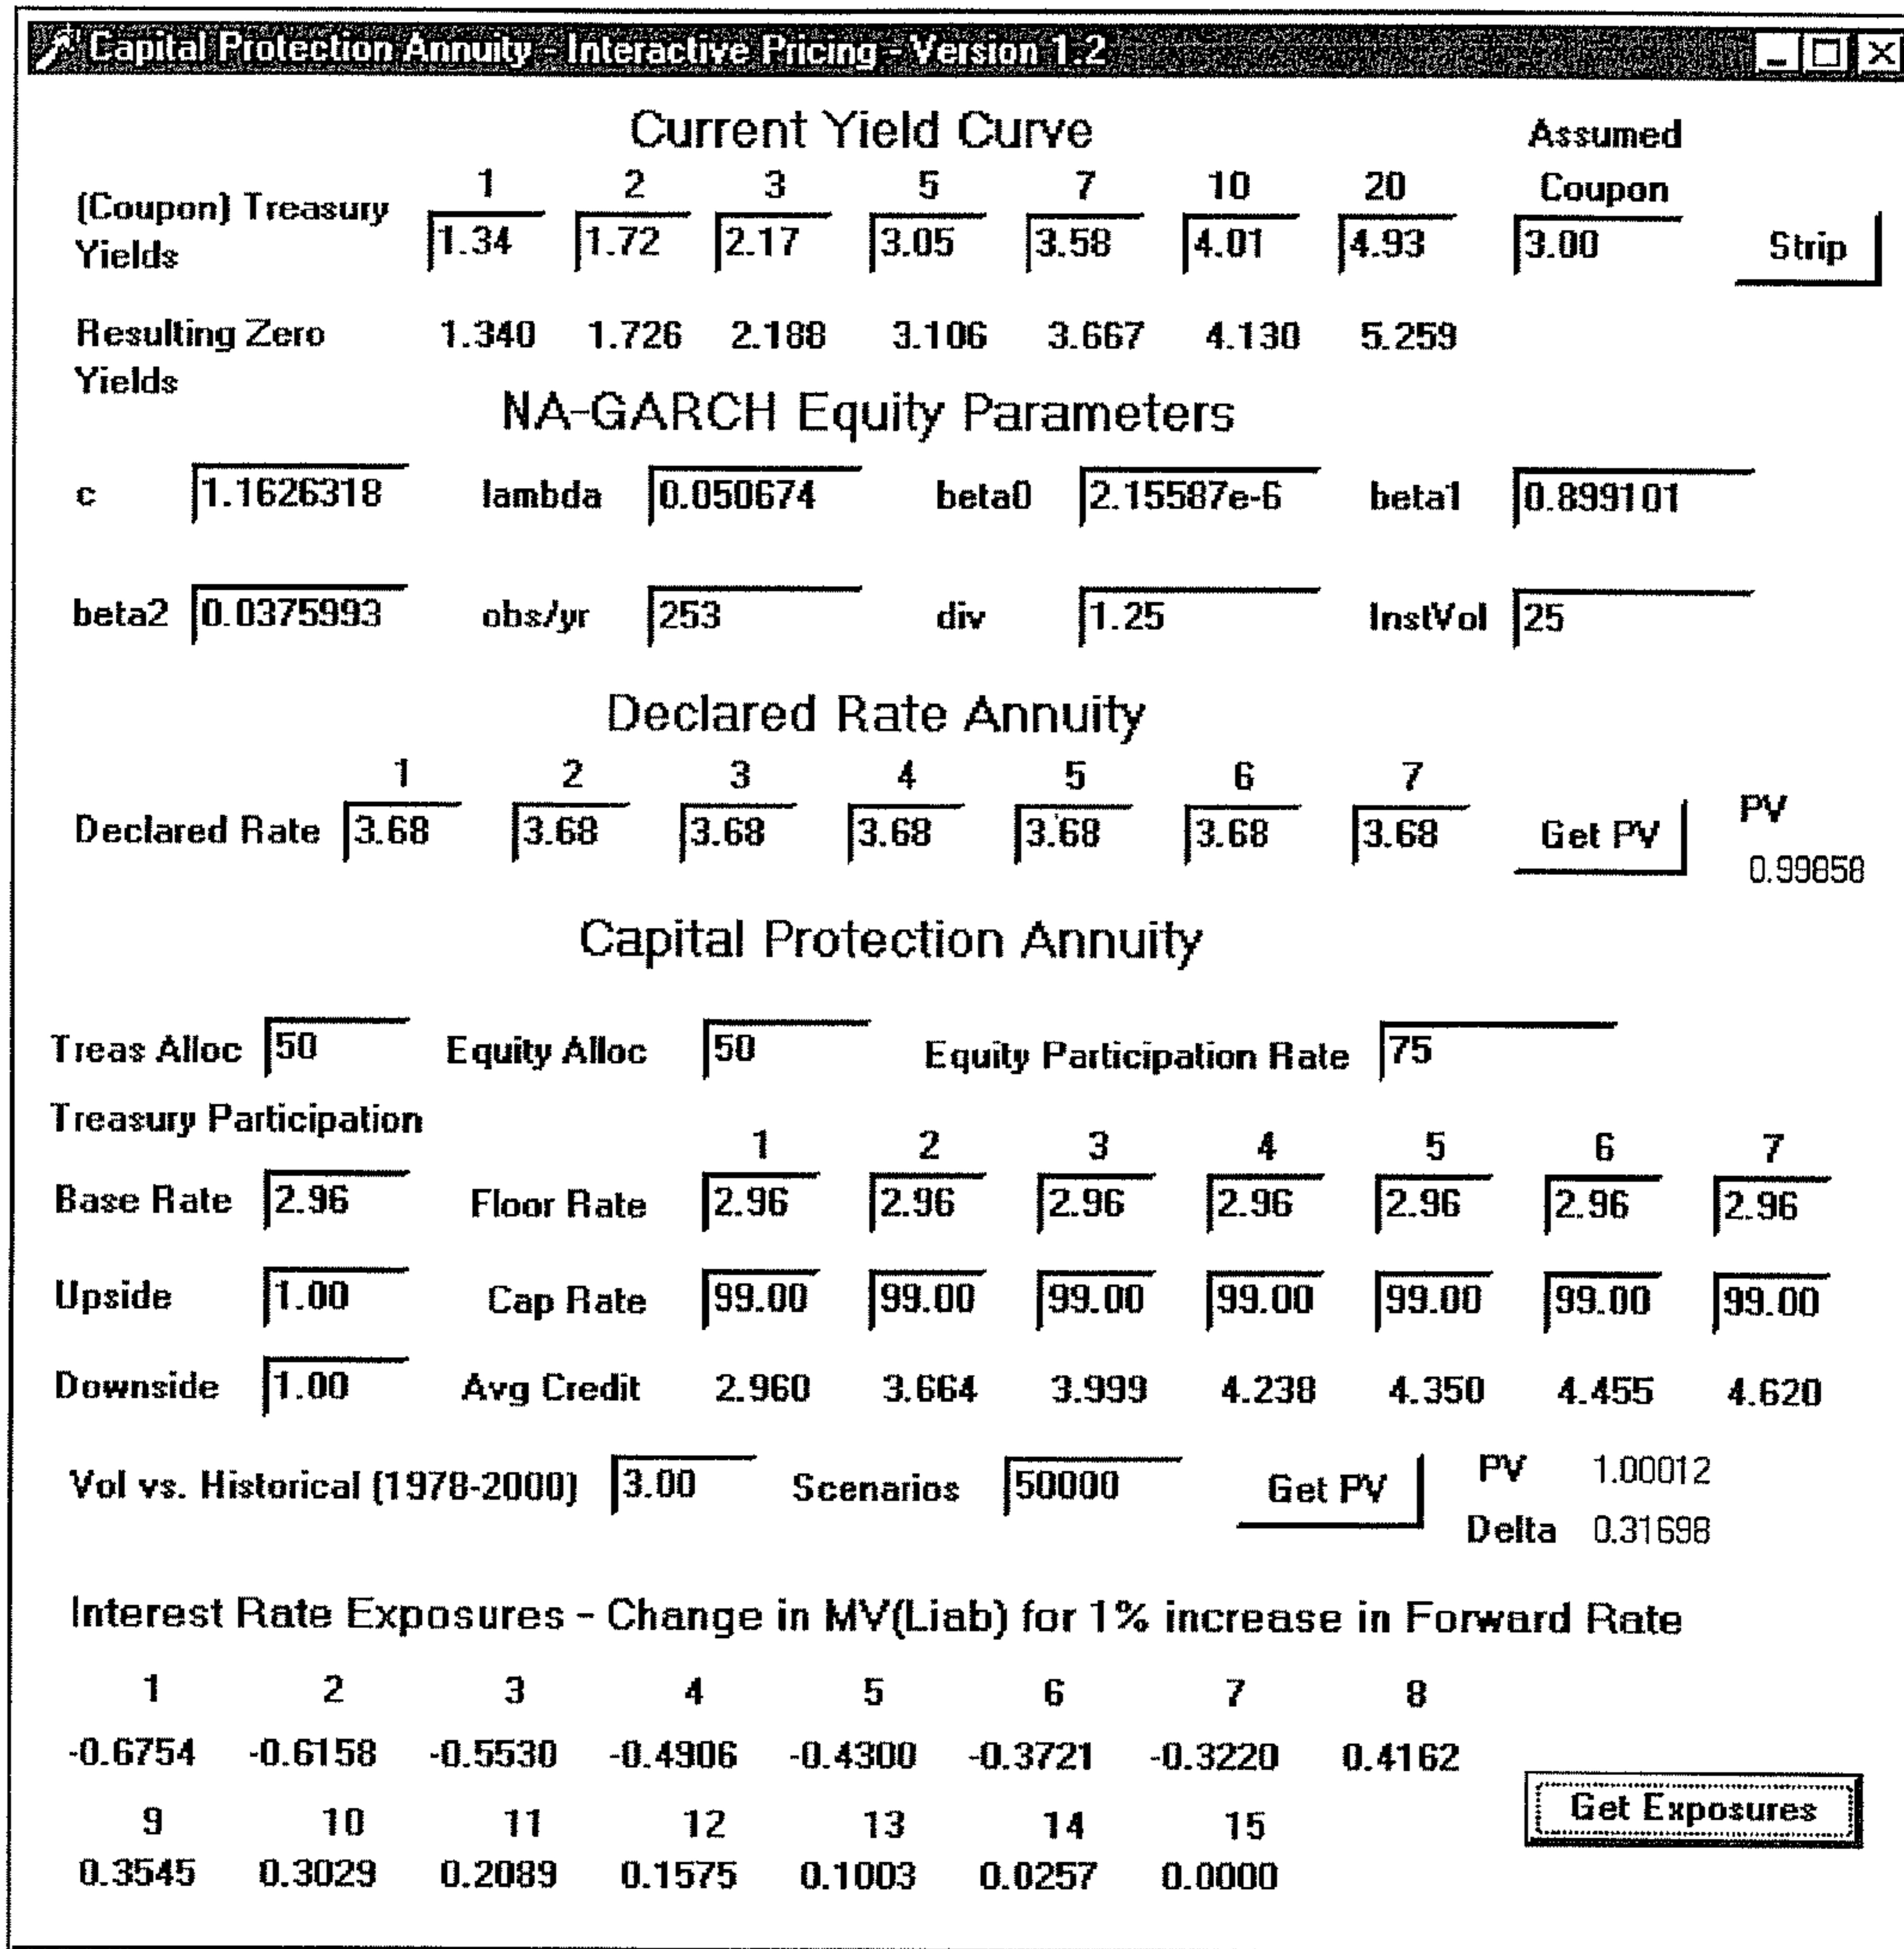 Capital Protection Annuity - Interactive Pricing - Version 1.2
Current Yield Curve
Assumed
1 2 3 5 7 10 20 Coupon
(Coupon) Treasury
Yields
1.34 1.72 2.17 3.05 3.58 4.01 4.93 3.00 Strip
Resulting Zero
Yields
1.340 1.726 2.188 3.106 3.667 4.130 5.259
NA-GARCH Equity Parameters
c 1.1626318 lambda 0.050674 beta0 2.15587e-6 beta1 0.899101
beta2 0.0375993 obs/yr 253 div 1.25 InstVol 25
Declared Rate Annuity
1 2 3 4 5 6 7
Declared Rate 3.68 3.68 3.68 3.68 3.68 3.68 3.68 Get PV PV
0.99858
Capital Protection Annuity
Treas Alloc 50 Equity Alloc 50 Equity Participation Rate 75
Treasury Participation
1 2 3 4 5 6 7
Base Rate 2.96 Floor Rate 2.96 2.96 2.96 2.96 2.96 2.96 2.96
Upside 1.00 Cap Rate 99.00 99.00 99.00 99.00 99.00 99.00 99.00
Downside 1.00 Avg Credit 2.960 3.664 3.999 4.238 4.350 4.455 4.620
Vol vs. Historical (1978-2000) 3.00 Scenarios 50000 Get PV PV 1.00012
Delta 0.31698
Interest Rate Exposures - Change in MV(Liab) for 1% increase in Forward Rate
1 2 3 4 5 6 7 8
-0.6754 -0.6158 -0.5530 -0.4906 -0.4300 -0.3721 -0.3220 0.4162
Get Exposures
9 10 11 12 13 14 15
0.3545 0.3029 0.2089 0.1575 0.1003 0.0257 0.0000